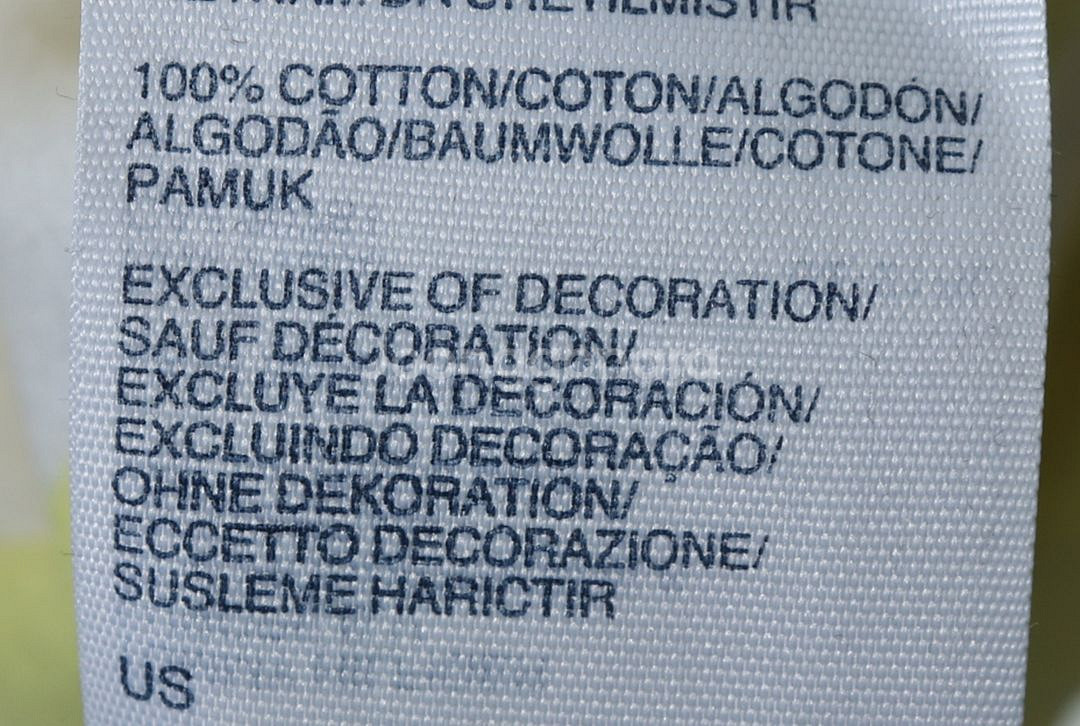 100% COTTON/COTON/ALGODÓN/
ALGODÃO/BAUMWOLLE/COTONE/
PAMUK
EXCLUSIVE OF DECORATION/
SAUF DÉCORATION/
EXCLUYE LA DECORACIÓN/
EXCLUINDO DECORAÇÃO/
OHNE DEKORATION/
ECCETTO DECORAZIONE/
SUSLEME HARICTIR
US